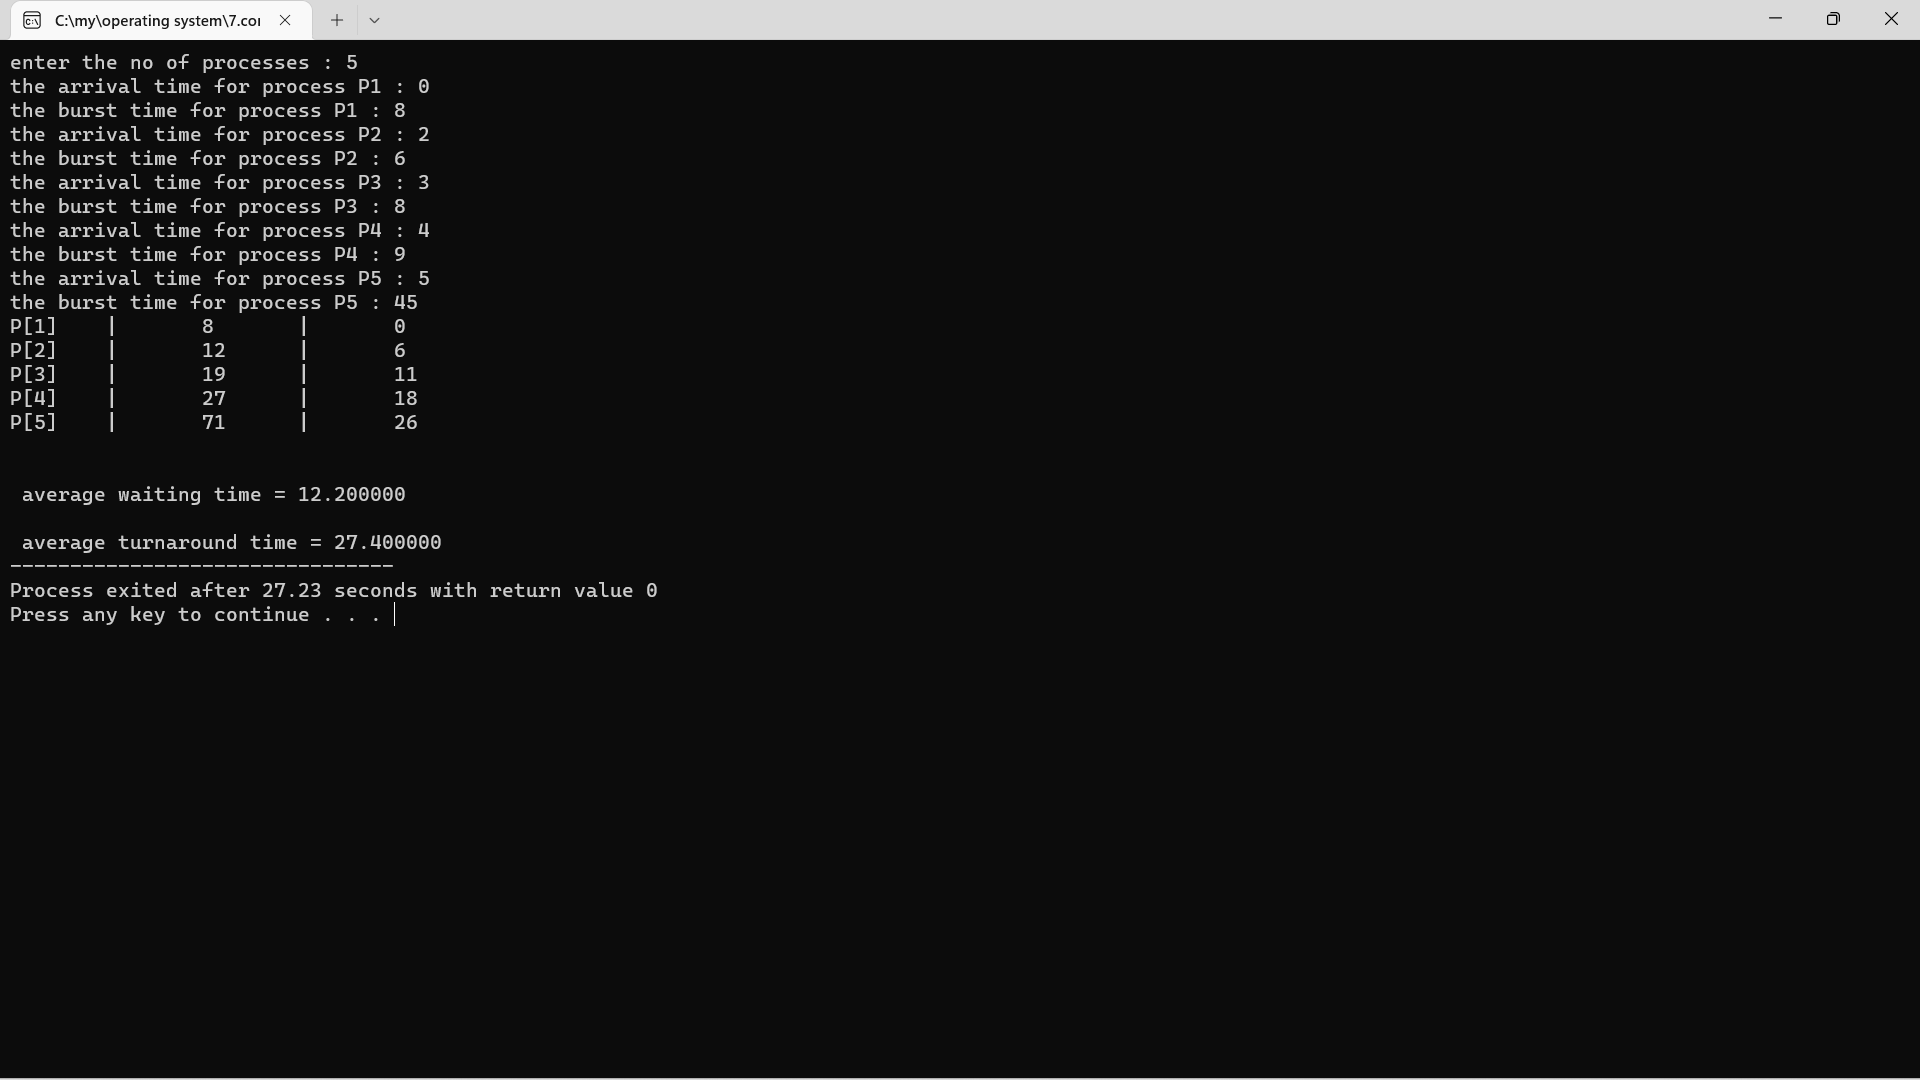 C:\my\operating system\7.co
enter the no of processes : 5
the arrival time for process P1 : 0
the burst time for process P1 : 8
the arrival time for process P2 : 2
the burst time for process P2 : 6
the arrival time for process P3 : 3
the burst time for process P3 : 8
the arrival time for process P4 : 4
the burst time for process P4 : 9
the arrival time for process P5 : 5
the burst time for process P5 : 45
P[1]    |       8       |       0
P[2]    |       12      |       6
P[3]    |       19      |       11
P[4]    |       27      |       18
P[5]    |       71      |       26
average waiting time = 12.200000
average turnaround time = 27.400000
--------------------------------
Process exited after 27.23 seconds with return value 0
Press any key to continue . . .